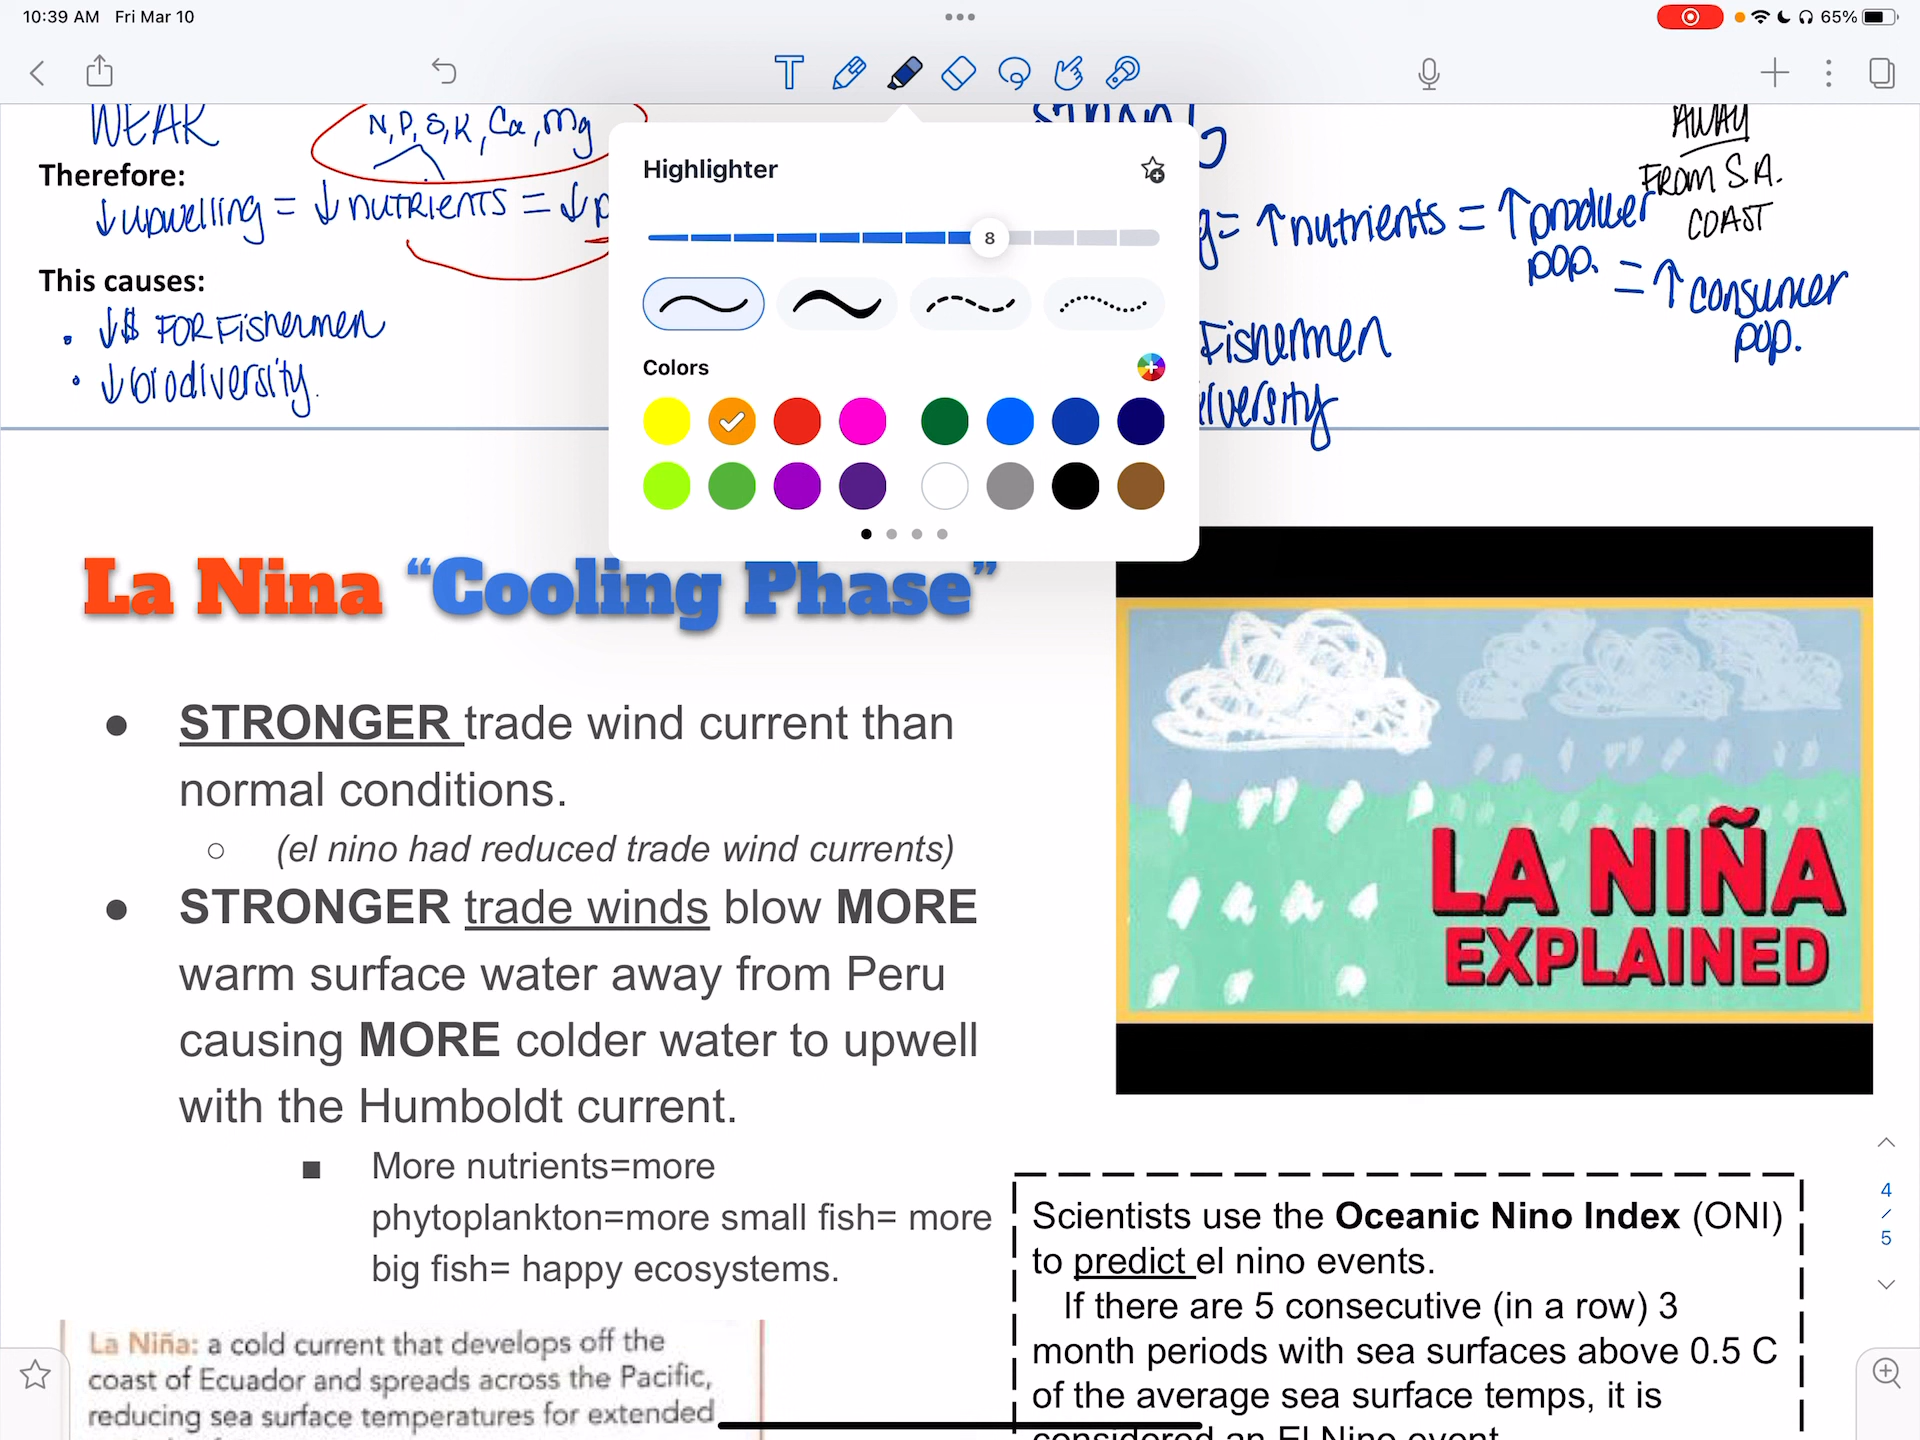 10:39 AM Fri Mar 10
65%
WEAK
N, P, S, K, Ca, Mg
Therefore:
↓upwelling = ↓nutrients = ↓p
This causes:
• ↓$ FOR Fishermen
• ↓biodiversity.
AWAY
FROM S.A.
COAST
g= ↑nutrients = ↑producer
pop. = ↑consumer
pop.
Fishermen
iversity
Highlighter
8
Colors
La Nina “Cooling Phase”
● STRONGER trade wind current than
normal conditions.
○ (el nino had reduced trade wind currents)
● STRONGER trade winds blow MORE
warm surface water away from Peru
causing MORE colder water to upwell
with the Humboldt current.
■ More nutrients=more
phytoplankton=more small fish= more
big fish= happy ecosystems.
LA NIÑA
EXPLAINED
La Niña: a cold current that develops off the
coast of Ecuador and spreads across the Pacific,
reducing sea surface temperatures for extended
Scientists use the Oceanic Nino Index (ONI)
to predict el nino events.
If there are 5 consecutive (in a row) 3
month periods with sea surfaces above 0.5 C
of the average sea surface temps, it is
considered an El Nino event
4
/
5